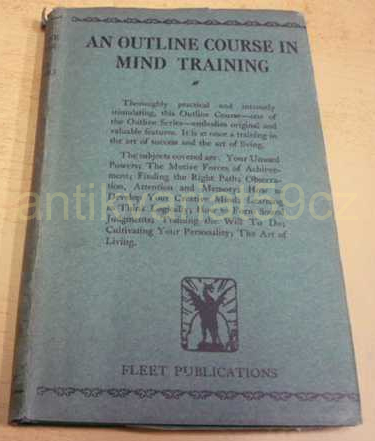 AN OUTLINE COURSE IN
MIND TRAINING
Thoroughly practical and intensely
stimulating, this Outline Course—one of
the Outline Series—embodies original and
valuable features. It is at once a training in
the art of success and the art of living.
The subjects covered are: Your Unused
Powers; The Motive Forces of Achieve-
ment; Finding the Right Path; Observa-
tion, Attention and Memory; How to
Develop Your Creative Mind; Learning
to Think Logically; How to Form Sound
Judgments; Training the Will To Do;
Cultivating Your Personality; The Art of
Living.
FLEET PUBLICATIONS